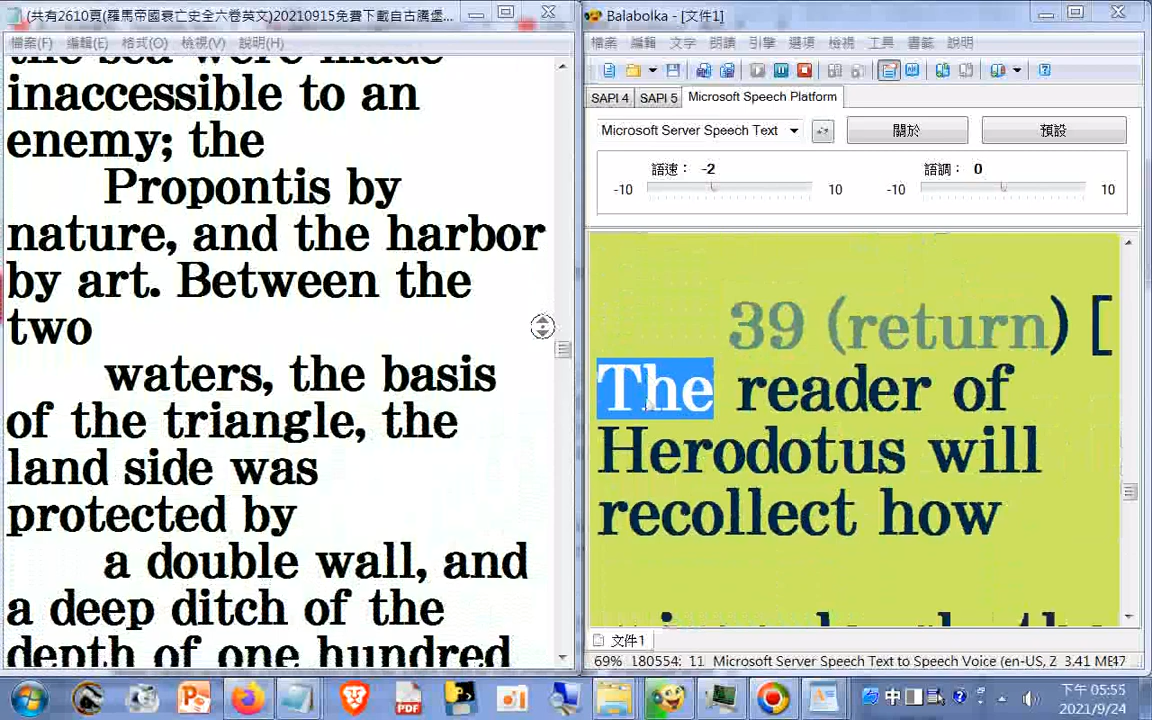 (共有2610頁(羅馬帝國衰亡史全六卷英文)20210915免費下載自古騰堡...
檔案(F) 編輯(E) 格式(O) 檢視(V) 說明(H)
the sea were made
inaccessible to an
enemy; the
Propontis by
nature, and the harbor
by art. Between the
two
waters, the basis
of the triangle, the
land side was
protected by
a double wall, and
a deep ditch of the
depth of one hundred
Balabolka - [文件1]
檔案 編輯 文字 朗讀 引擎 選項 檢視 工具 書籤 說明
SAPI 4 SAPI 5 Microsoft Speech Platform
Microsoft Server Speech Text 關於 預設
語速： -2 語調： 0
-10 10 -10 10
39 (return) [
The reader of
Herodotus will
recollect how
文件1
69% 180554: 11 Microsoft Server Speech Text to Speech Voice (en-US, Z 3.41 ME
中
下午 05:55
2021/9/24